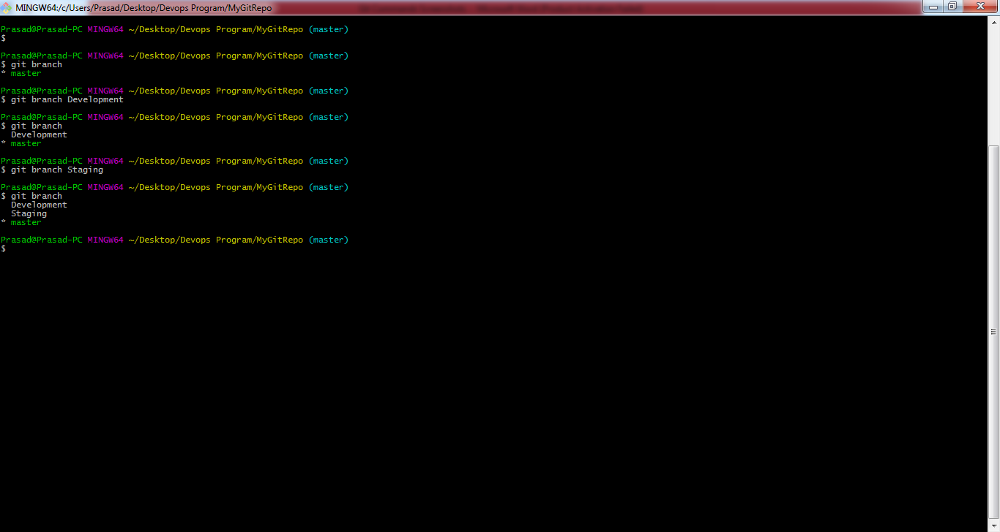 MINGW64:/c/Users/Prasad/Desktop/Devops Program/MyGitRepo
Prasad@Prasad-PC MINGW64 ~/Desktop/Devops Program/MyGitRepo (master)
$
Prasad@Prasad-PC MINGW64 ~/Desktop/Devops Program/MyGitRepo (master)
$ git branch
* master
Prasad@Prasad-PC MINGW64 ~/Desktop/Devops Program/MyGitRepo (master)
$ git branch Development
Prasad@Prasad-PC MINGW64 ~/Desktop/Devops Program/MyGitRepo (master)
$ git branch
  Development
* master
Prasad@Prasad-PC MINGW64 ~/Desktop/Devops Program/MyGitRepo (master)
$ git branch Staging
Prasad@Prasad-PC MINGW64 ~/Desktop/Devops Program/MyGitRepo (master)
$ git branch
  Development
  Staging
* master
Prasad@Prasad-PC MINGW64 ~/Desktop/Devops Program/MyGitRepo (master)
$